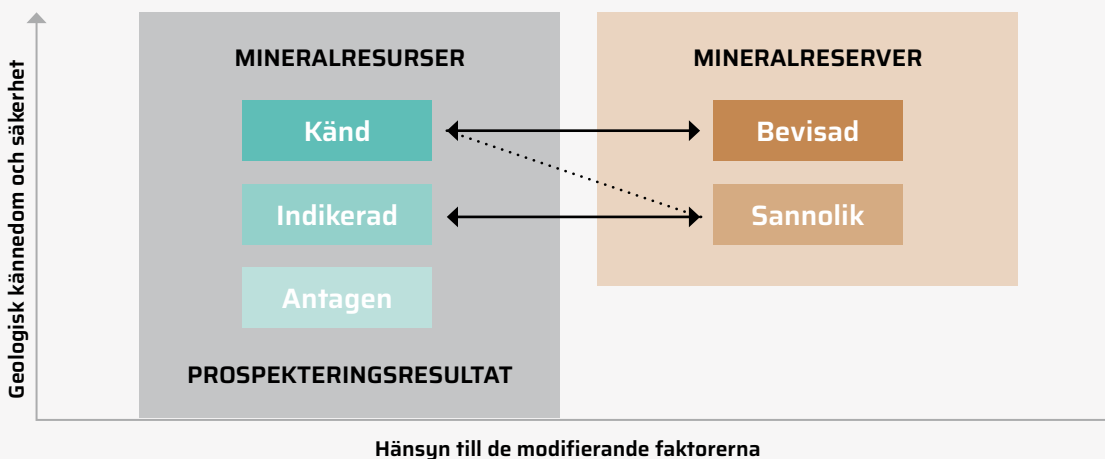 Geologisk kännedom och säkerhet
MINERALRESURSER
Känd
Indikerad
Antagen
PROSPEKTERINGSRESULTAT
MINERALRESERVER
Bevisad
Sannolik
Hänsyn till de modifierande faktorerna